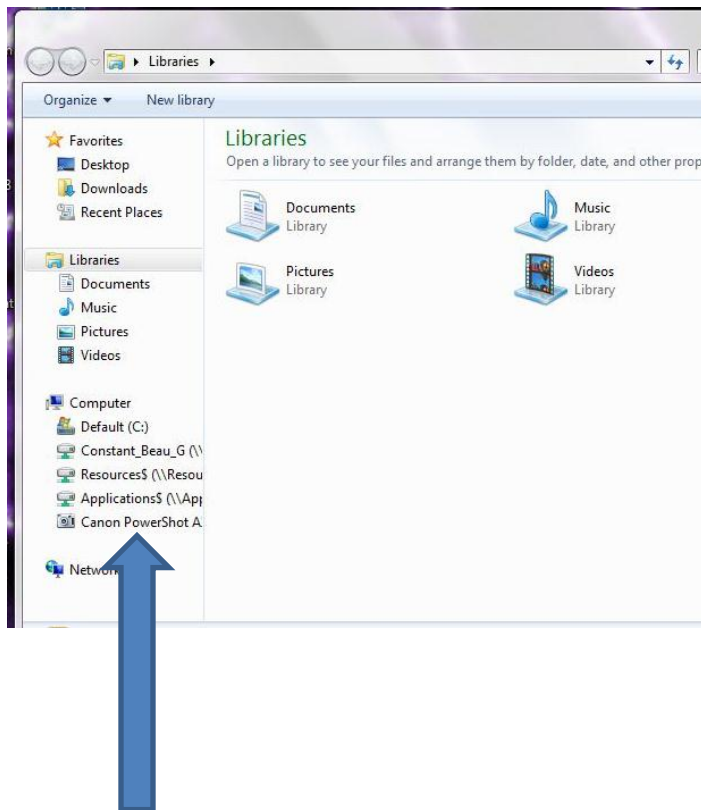 Libraries
Organize
New library
Favorites
Desktop
Downloads
Recent Places
Libraries
Documents
Music
Pictures
Videos
Computer
Default (C:)
Constant_Beau_G (\\
Resources$ (\\Resou
Applications$ (\\App
Canon PowerShot A
Network
Libraries
Open a library to see your files and arrange them by folder, date, and other prop
Documents
Library
Music
Library
Pictures
Library
Videos
Library